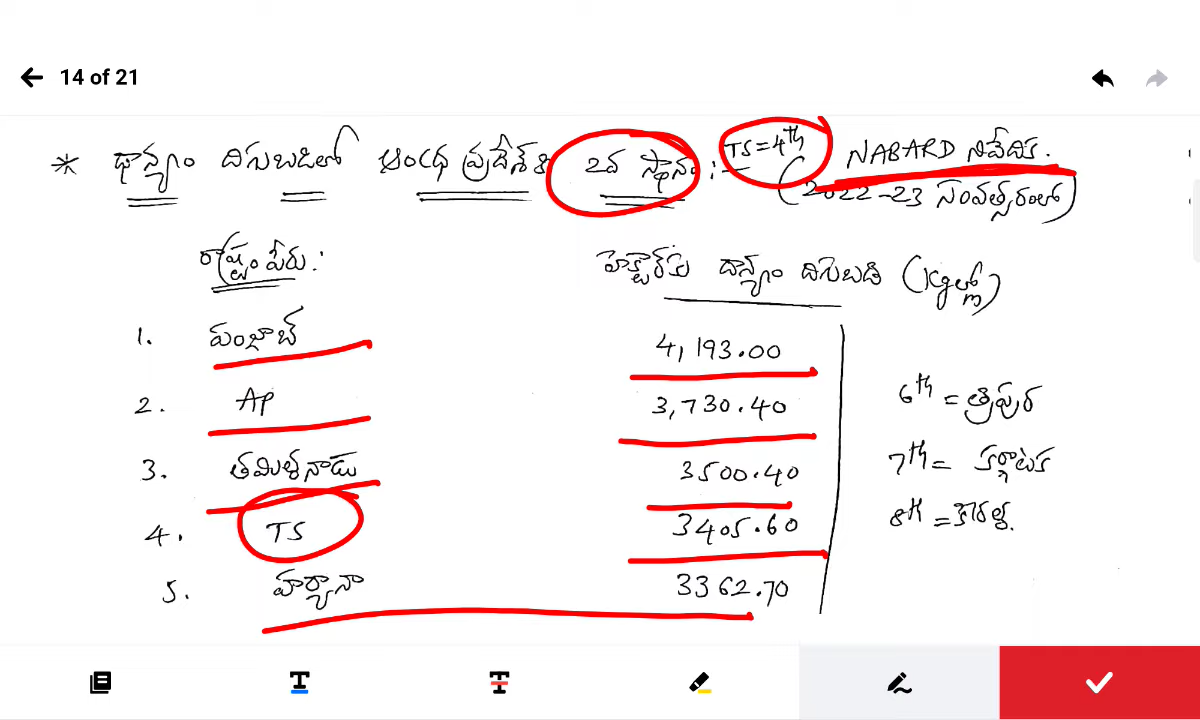 14 of 21
* ధాన్యం దిగుబడిలో ఆంధ్ర ప్రదేశ్‌కి 2వ స్థానం :- TS=4th NABARD నివేదిక.
(2022-23 సంవత్సరంలో)
రాష్ట్రం పేరు: హెక్టార్‌కు ధాన్యం దిగుబడి (Kgల్లో)
1. పంజాబ్ 4,193.00
2. AP 3,730.40
6th = త్రిపుర
3. తమిళనాడు 3500.40
7th = కర్ణాటక
4. TS 3405.60
8th = కేరళ.
5. హర్యానా 3362.70